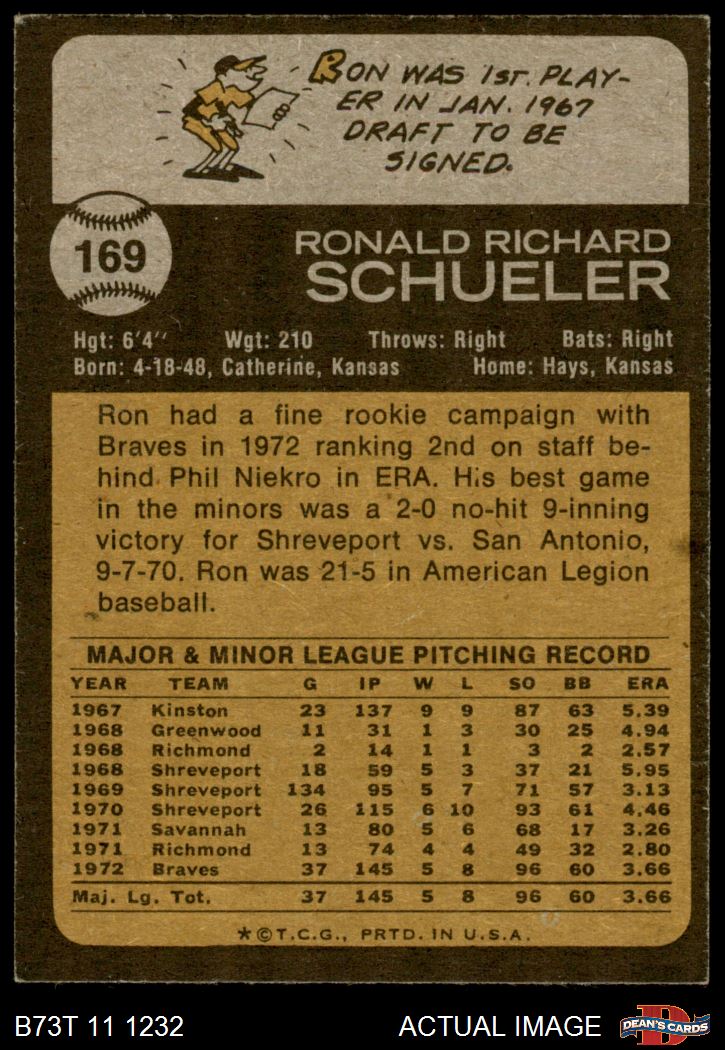 RON WAS 1ST. PLAY-
ER IN JAN. 1967
DRAFT TO BE
SIGNED.
169
RONALD RICHARD
SCHUELER
Hgt: 6'4" Wgt: 210 Throws: Right Bats: Right
Born: 4-18-48, Catherine, Kansas Home: Hays, Kansas
Ron had a fine rookie campaign with
Braves in 1972 ranking 2nd on staff be-
hind Phil Niekro in ERA. His best game
in the minors was a 2-0 no-hit 9-inning
victory for Shreveport vs. San Antonio,
9-7-70. Ron was 21-5 in American Legion
baseball.
MAJOR & MINOR LEAGUE PITCHING RECORD
YEAR TEAM G IP W L SO BB ERA
1967 Kinston 23 137 9 9 87 63 5.39
1968 Greenwood 11 31 1 3 30 25 4.94
1968 Richmond 2 14 1 1 3 2 2.57
1968 Shreveport 18 59 5 3 37 21 5.95
1969 Shreveport 134 95 5 7 71 57 3.13
1970 Shreveport 26 115 6 10 93 61 4.46
1971 Savannah 13 80 5 6 68 17 3.26
1971 Richmond 13 74 4 4 49 32 2.80
1972 Braves 37 145 5 8 96 60 3.66
Maj. Lg. Tot. 37 145 5 8 96 60 3.66
*©T.C.G., PRTD. IN U.S.A.
B73T 11 1232 ACTUAL IMAGE
D
DEAN'S CARDS